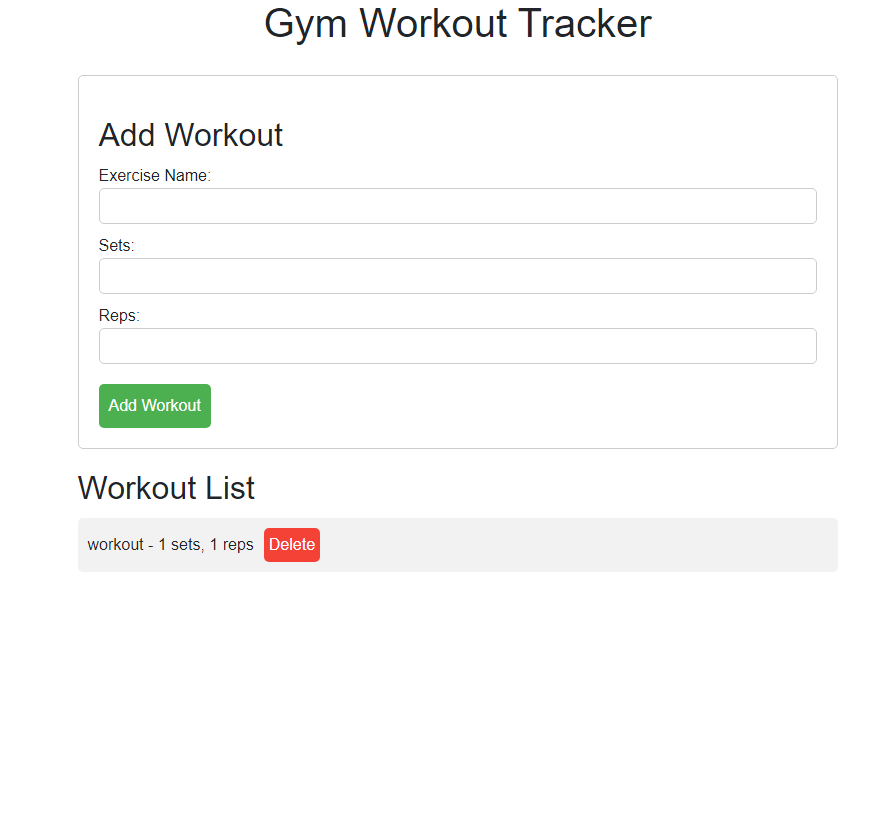 Gym Workout Tracker
Add Workout
Exercise Name:
Sets:
Reps:
Add Workout
Workout List
workout - 1 sets, 1 reps Delete